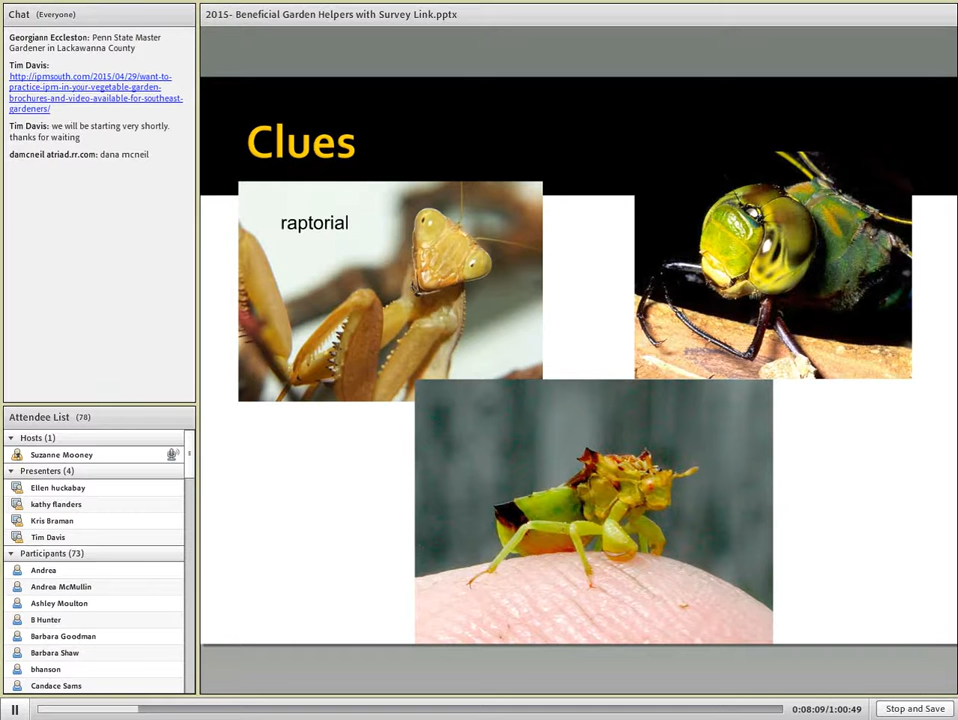 Chat (Everyone)
Georgiann Eccleston: Penn State Master
Gardener in Lackawanna County
Tim Davis:
http://ipmsouth.com/2015/04/29/want-to-
practice-ipm-in-your-vegetable-garden-
brochures-and-video-available-for-southeast-
gardeners/
Tim Davis: we will be starting very shortly.
thanks for waiting
damcneil atriad.rr.com: dana mcneil
Attendee List (78)
Hosts (1)
Suzanne Mooney
Presenters (4)
Ellen huckabay
kathy flanders
Kris Braman
Tim Davis
Participants (73)
Andrea
Andrea McMullin
Ashley Moulton
B Hunter
Barbara Goodman
Barbara Shaw
bhanson
Candace Sams
2015- Beneficial Garden Helpers with Survey Link.pptx
Clues
raptorial
0:08:09/1:00:49
Stop and Save